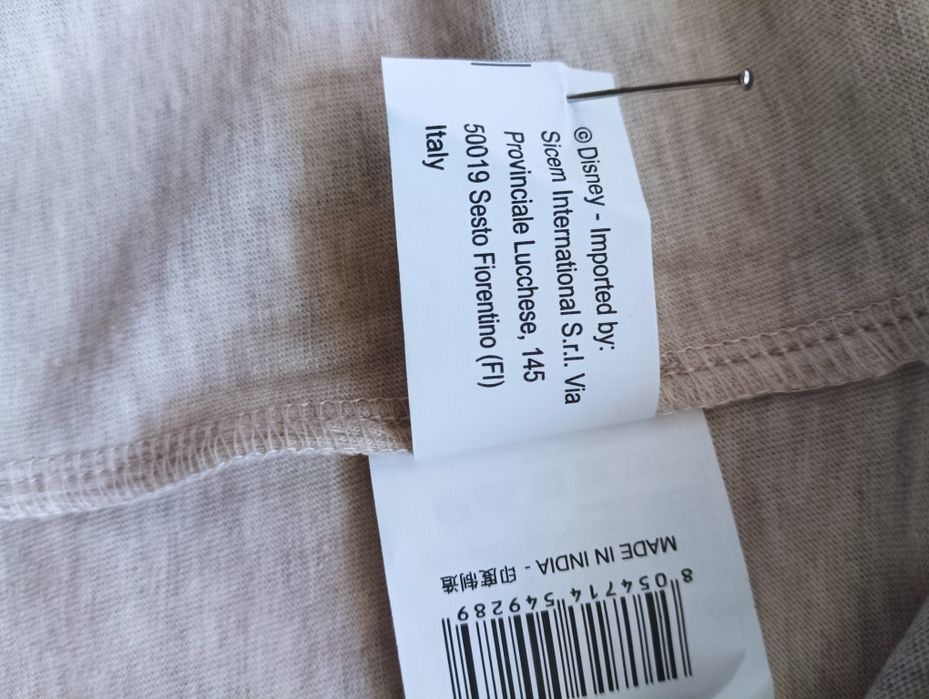 ©Disney - Imported by:
Sicem International S.r.l. Via
Provinciale Lucchese, 145
50019 Sesto Fiorentino (FI)
Italy
MADE IN INDIA - 印度制造
8 054714 549289